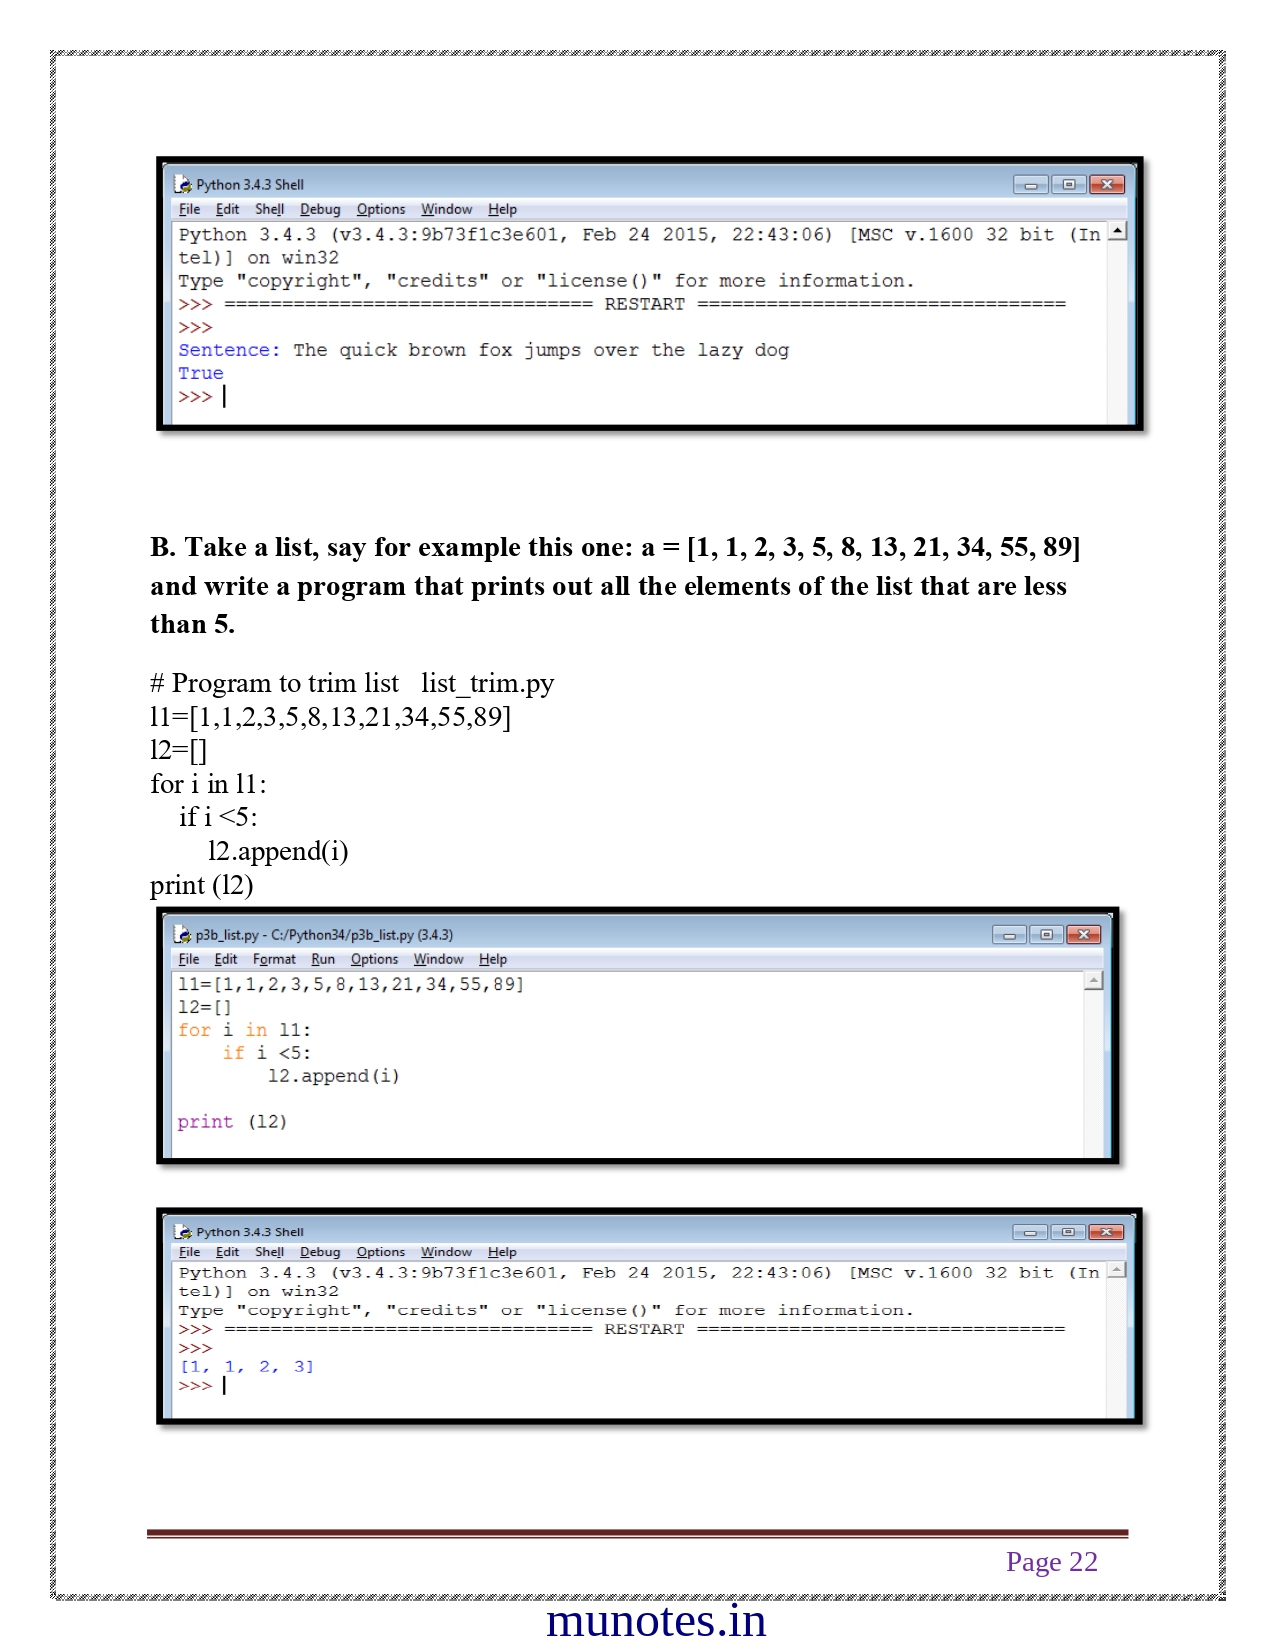 Python 3.4.3 Shell
File Edit Shell Debug Options Window Help
Python 3.4.3 (v3.4.3:9b73f1c3e601, Feb 24 2015, 22:43:06) [MSC v.1600 32 bit (In
tel)] on win32
Type "copyright", "credits" or "license()" for more information.
>>> ================================ RESTART ================================
>>>
Sentence: The quick brown fox jumps over the lazy dog
True
>>>
B. Take a list, say for example this one: a = [1, 1, 2, 3, 5, 8, 13, 21, 34, 55, 89]
and write a program that prints out all the elements of the list that are less
than 5.
# Program to trim list   list_trim.py
l1=[1,1,2,3,5,8,13,21,34,55,89]
l2=[]
for i in l1:
    if i <5:
        l2.append(i)
print (l2)
p3b_list.py - C:/Python34/p3b_list.py (3.4.3)
File Edit Format Run Options Window Help
l1=[1,1,2,3,5,8,13,21,34,55,89]
l2=[]
for i in l1:
    if i <5:
        l2.append(i)
print (l2)
Python 3.4.3 Shell
File Edit Shell Debug Options Window Help
Python 3.4.3 (v3.4.3:9b73f1c3e601, Feb 24 2015, 22:43:06) [MSC v.1600 32 bit (In
tel)] on win32
Type "copyright", "credits" or "license()" for more information.
>>> ================================ RESTART ================================
>>>
[1, 1, 2, 3]
>>>
Page 22
munotes.in